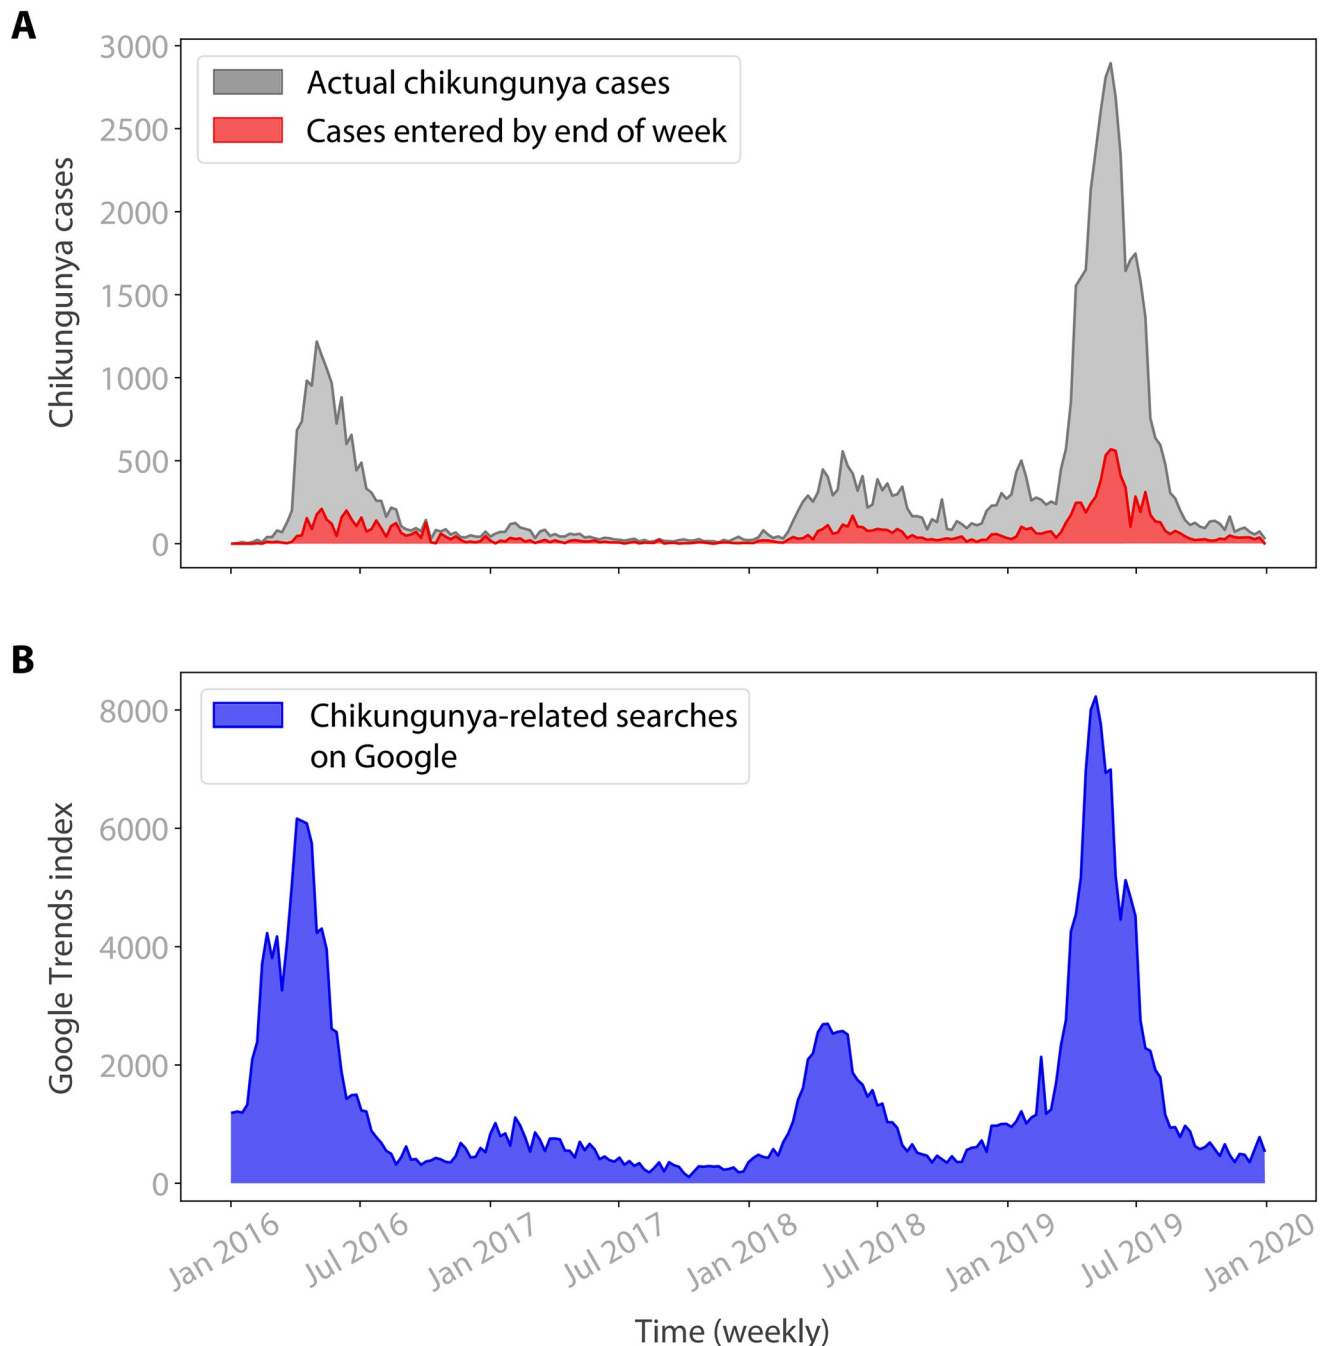 A
3000
2500
2000
1500
1000
500
0
Chikungunya cases
Actual chikungunya cases
Cases entered by end of week
B
8000
6000
4000
2000
0
Google Trends index
Chikungunya-related searches
on Google
Jan 2016
Jul 2016
Jan 2017
Jul 2017
Jan 2018
Jul 2018
Jan 2019
Jul 2019
Jan 2020
Time (weekly)